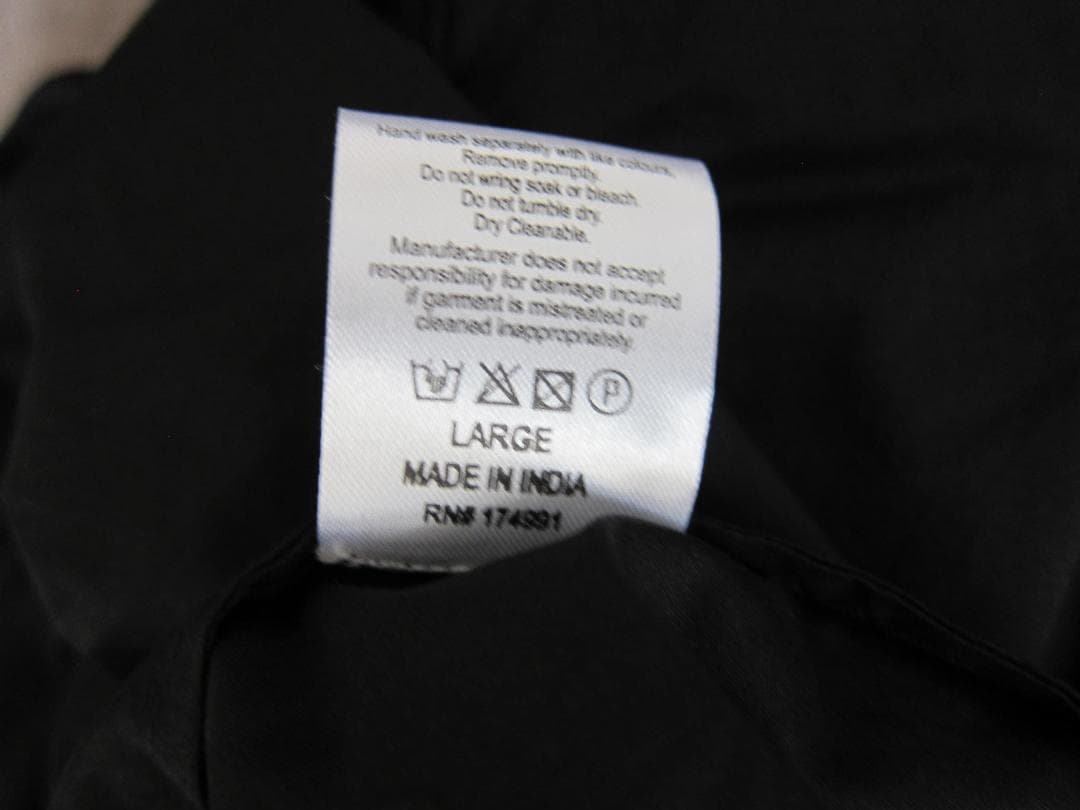 Hand wash separately with like colours.
Remove promptly.
Do not wring soak or bleach.
Do not tumble dry.
Dry Cleanable.
Manufacturer does not accept
responsibility for damage incurred
if garment is mistreated or
cleaned inappropriately.
P
LARGE
MADE IN INDIA
RN# 174991